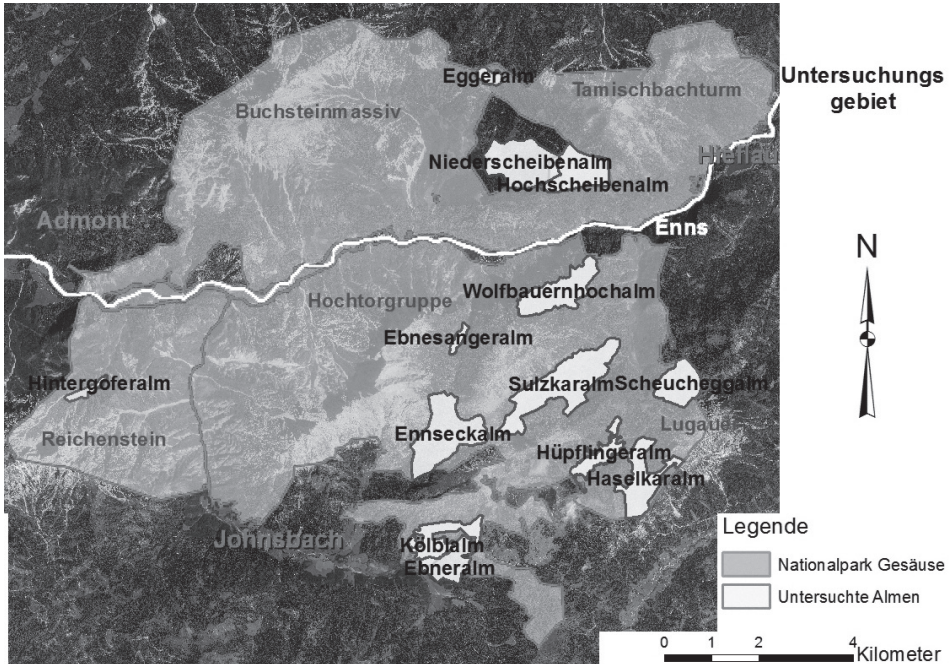 Eggeralm
Tamischbachturm
Untersuchungs
gebiet
Buchsteinmassiv
Niederscheibenalm
Hieflau
Hochscheibenalm
Admont
Enns
N
Wolfbauernhochalm
Hochtorgruppe
Ebnesangeralm
Hintergoferalm
Sulzkaralm
Scheucheggalm
Reichenstein
Ennseckalm
Lugauer
Hüpflingeralm
Haselkaralm
Johnsbach
Kölblalm
Ebneralm
Legende
Nationalpark Gesäuse
Untersuchte Almen
0 1 2 4
Kilometer